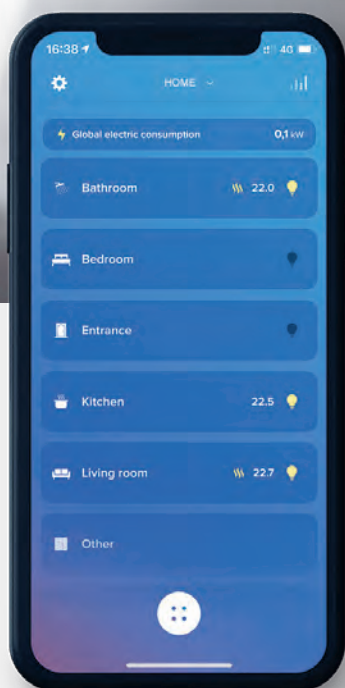 16:38
4G
HOME
Global electric consumption 0,1 kW
Bathroom 22.0
Bedroom
Entrance
Kitchen 22.5
Living room 22.7
Other